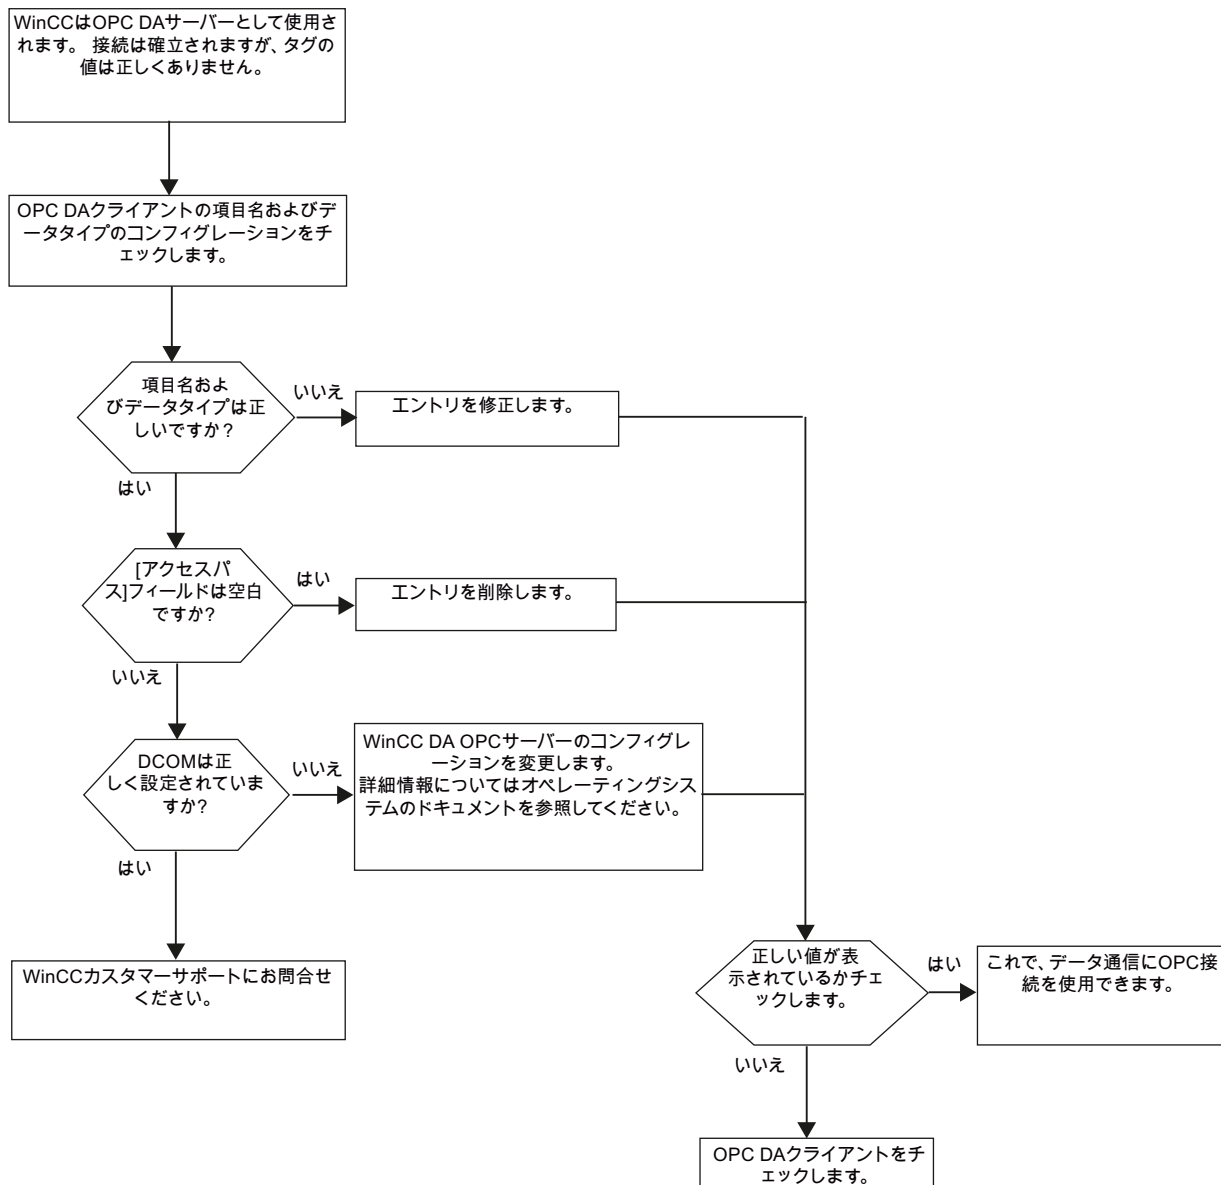 WinCCはOPC DAサーバーとして使用さ
れます。 接続は確立されますが、タグの
値は正しくありません。
OPC DAクライアントの項目名およびデ
ータタイプのコンフィグレーションをチ
ェックします。
項目名およ
びデータタイプは正
しいですか?
いいえ
エントリを修正します。
はい
[アクセスパ
ス]フィールドは空白
ですか?
はい
エントリを削除します。
いいえ
DCOMは正
しく設定されていま
すか?
いいえ
WinCC DA OPCサーバーのコンフィグレ
ーションを変更します。
詳細情報についてはオペレーティングシス
テムのドキュメントを参照してください。
はい
WinCCカスタマーサポートにお問合せ
ください。
正しい値が表
示されているかチェ
ックします。
はい
これで、データ通信にOPC接
続を使用できます。
いいえ
OPC DAクライアントをチ
ェックします。